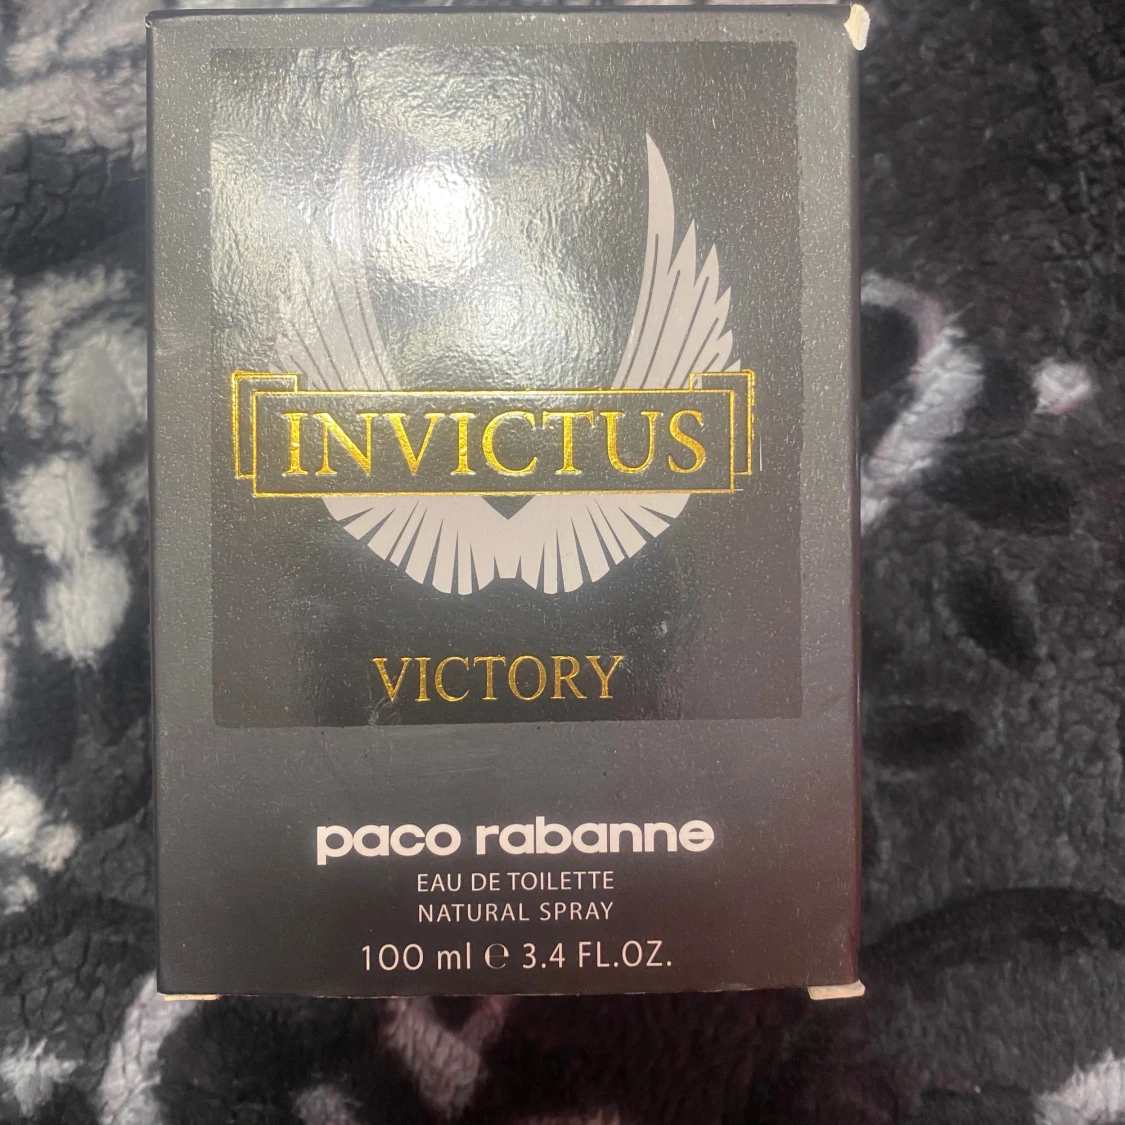 INVICTUS
VICTORY
paco rabanne
EAU DE TOILETTE
NATURAL SPRAY
100 ml ℮ 3.4 FL.OZ.